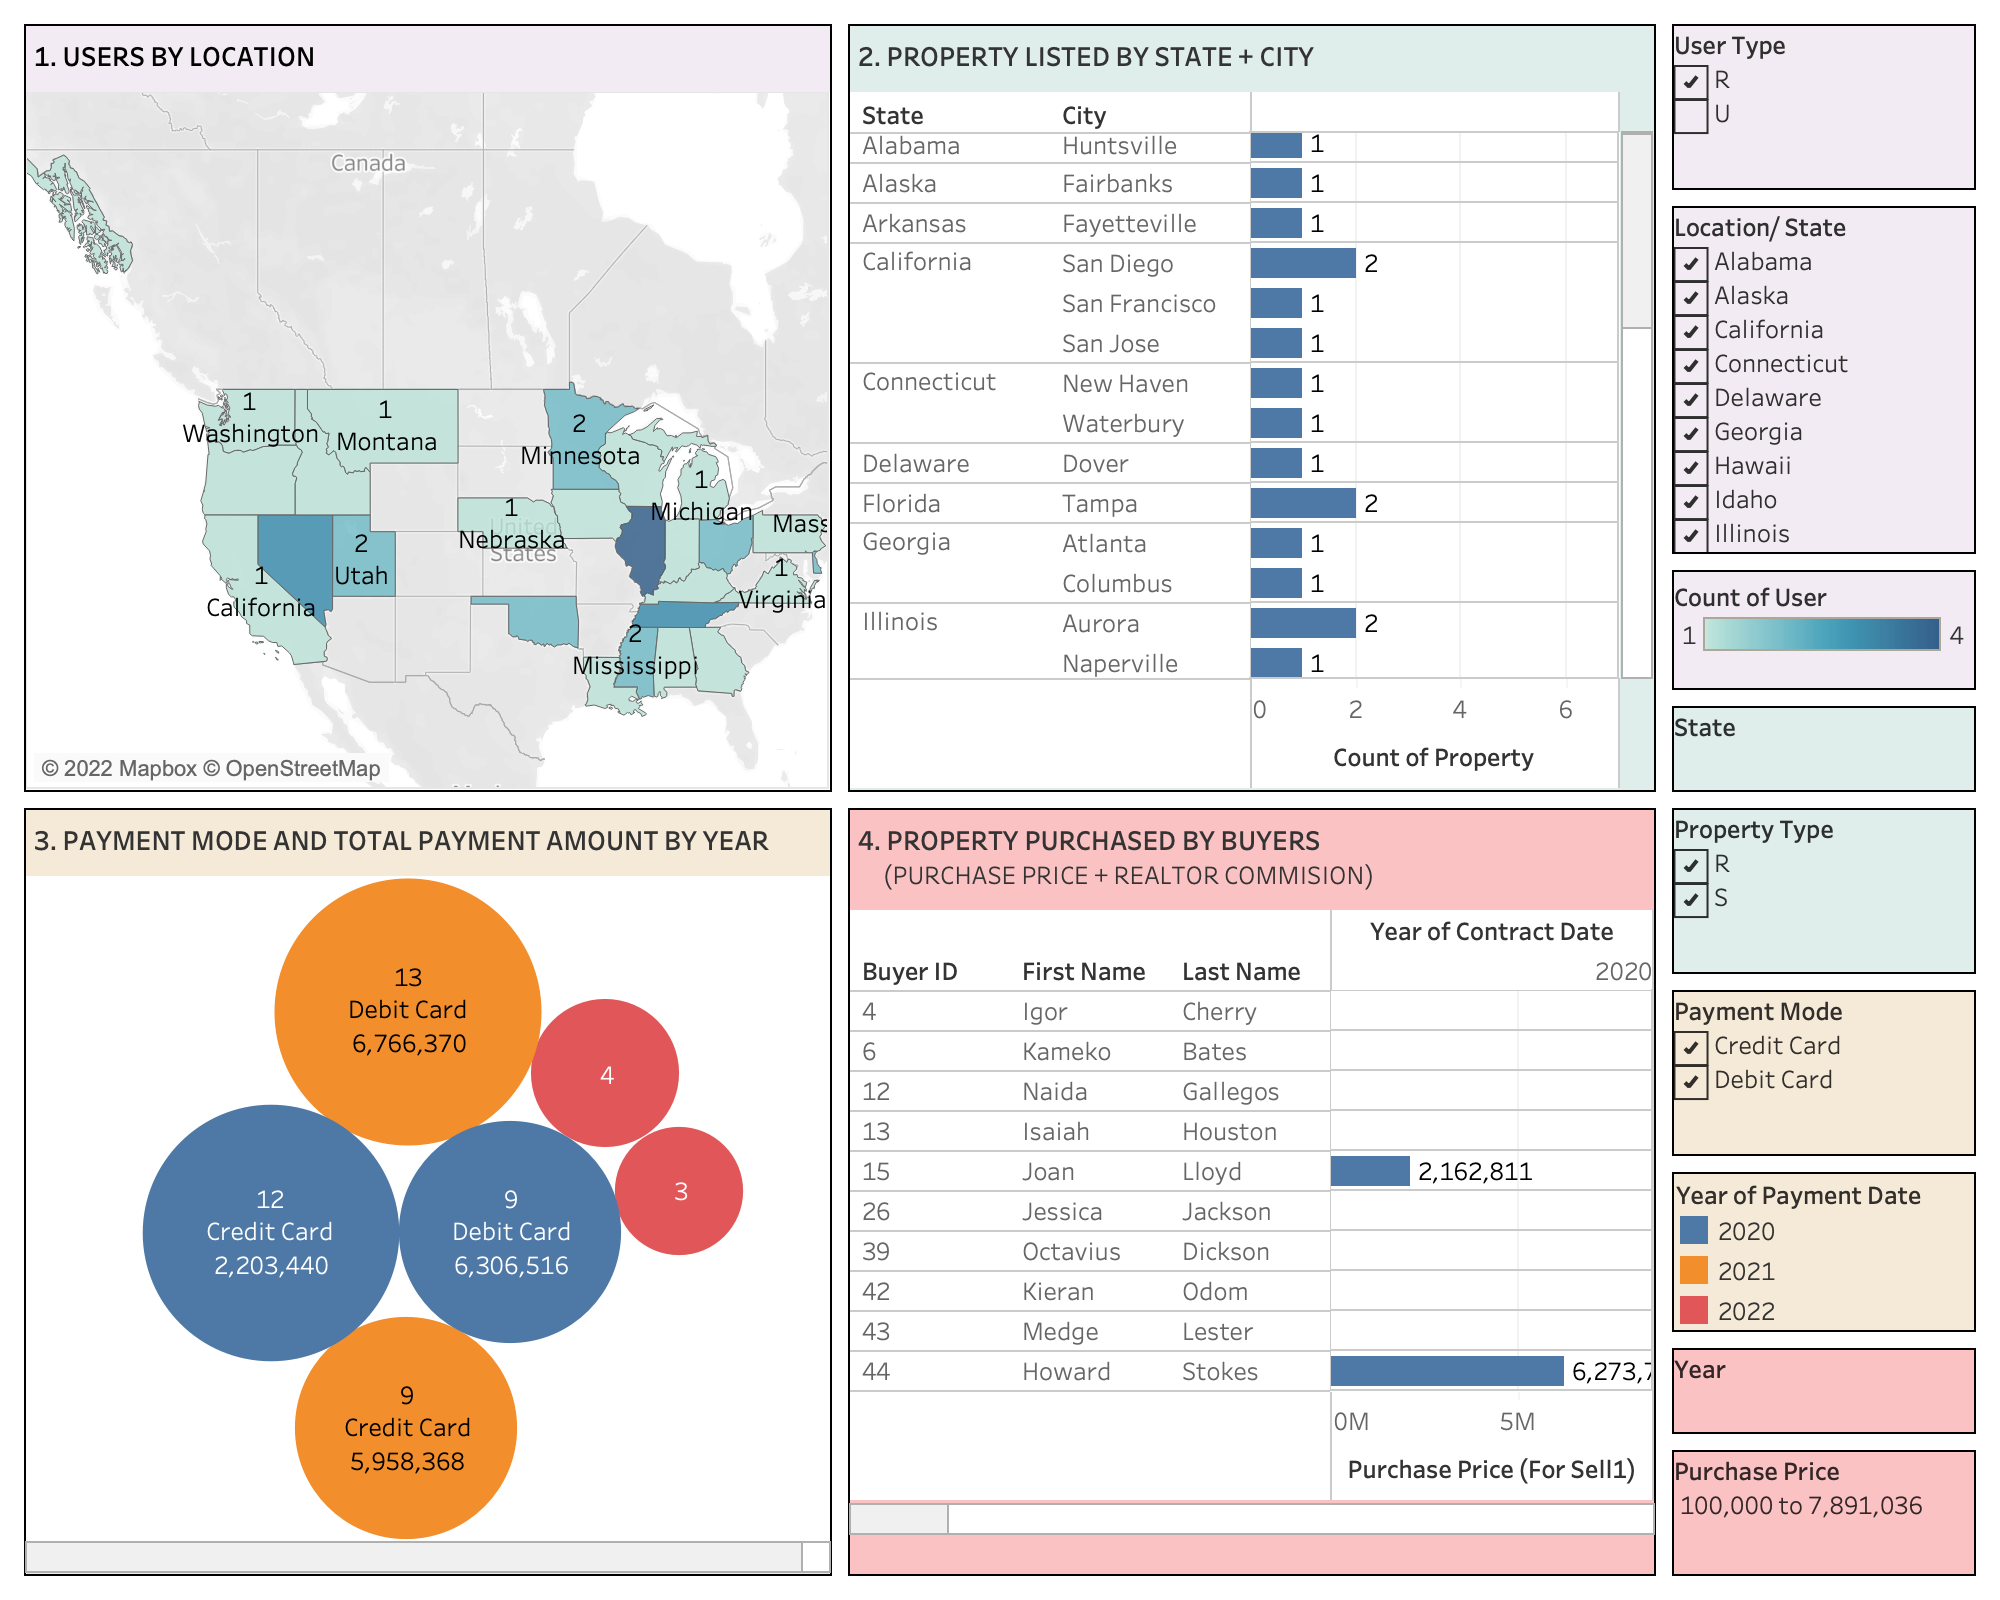 1. USERS BY LOCATION
Canada
1
Washington
1
Montana
2
Minnesota
1
Michigan
1
Nebraska
United
States
Mass
2
Utah
1
California
1
Virginia
2
Mississippi
© 2022 Mapbox © OpenStreetMap
2. PROPERTY LISTED BY STATE + CITY
State City
Alabama Huntsville 1
Alaska Fairbanks 1
Arkansas Fayetteville 1
California San Diego 2
San Francisco 1
San Jose 1
Connecticut New Haven 1
Waterbury 1
Delaware Dover 1
Florida Tampa 2
Georgia Atlanta 1
Columbus 1
Illinois Aurora 2
Naperville 1
0 2 4 6
Count of Property
3. PAYMENT MODE AND TOTAL PAYMENT AMOUNT BY YEAR
13
Debit Card
6,766,370
4
3
12
Credit Card
2,203,440
9
Debit Card
6,306,516
9
Credit Card
5,958,368
4. PROPERTY PURCHASED BY BUYERS
(PURCHASE PRICE + REALTOR COMMISION)
Year of Contract Date
Buyer ID First Name Last Name 2020
4 Igor Cherry
6 Kameko Bates
12 Naida Gallegos
13 Isaiah Houston
15 Joan Lloyd 2,162,811
26 Jessica Jackson
39 Octavius Dickson
42 Kieran Odom
43 Medge Lester
44 Howard Stokes 6,273,7
0M 5M
Purchase Price (For Sell1)
User Type
R
U
Location/ State
Alabama
Alaska
California
Connecticut
Delaware
Georgia
Hawaii
Idaho
Illinois
Count of User
1 4
State
Property Type
R
S
Payment Mode
Credit Card
Debit Card
Year of Payment Date
2020
2021
2022
Year
Purchase Price
100,000 to 7,891,036